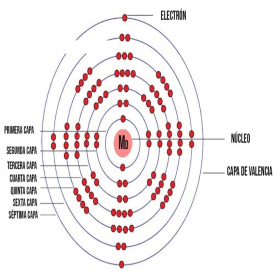 ELECTRÓN
PRIMERA CAPA
Mb
NÚCLEO
SEGUNDA CAPA
TERCERA CAPA
CAPA DE VALENCIA
CUARTA CAPA
QUINTA CAPA
SEXTA CAPA
SÉPTIMA CAPA